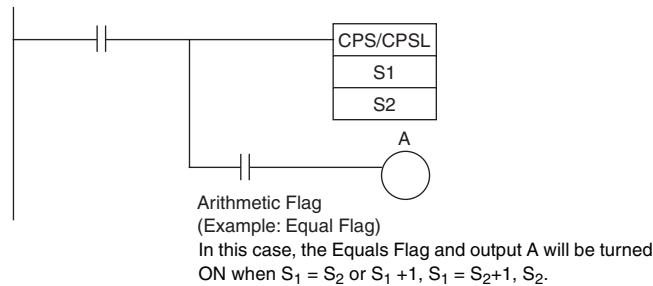 CPS/CPSL
S1
S2
A
Arithmetic Flag
(Example: Equal Flag)
In this case, the Equals Flag and output A will be turned
ON when S₁ = S₂ or S₁ +1, S₁ = S₂+1, S₂.